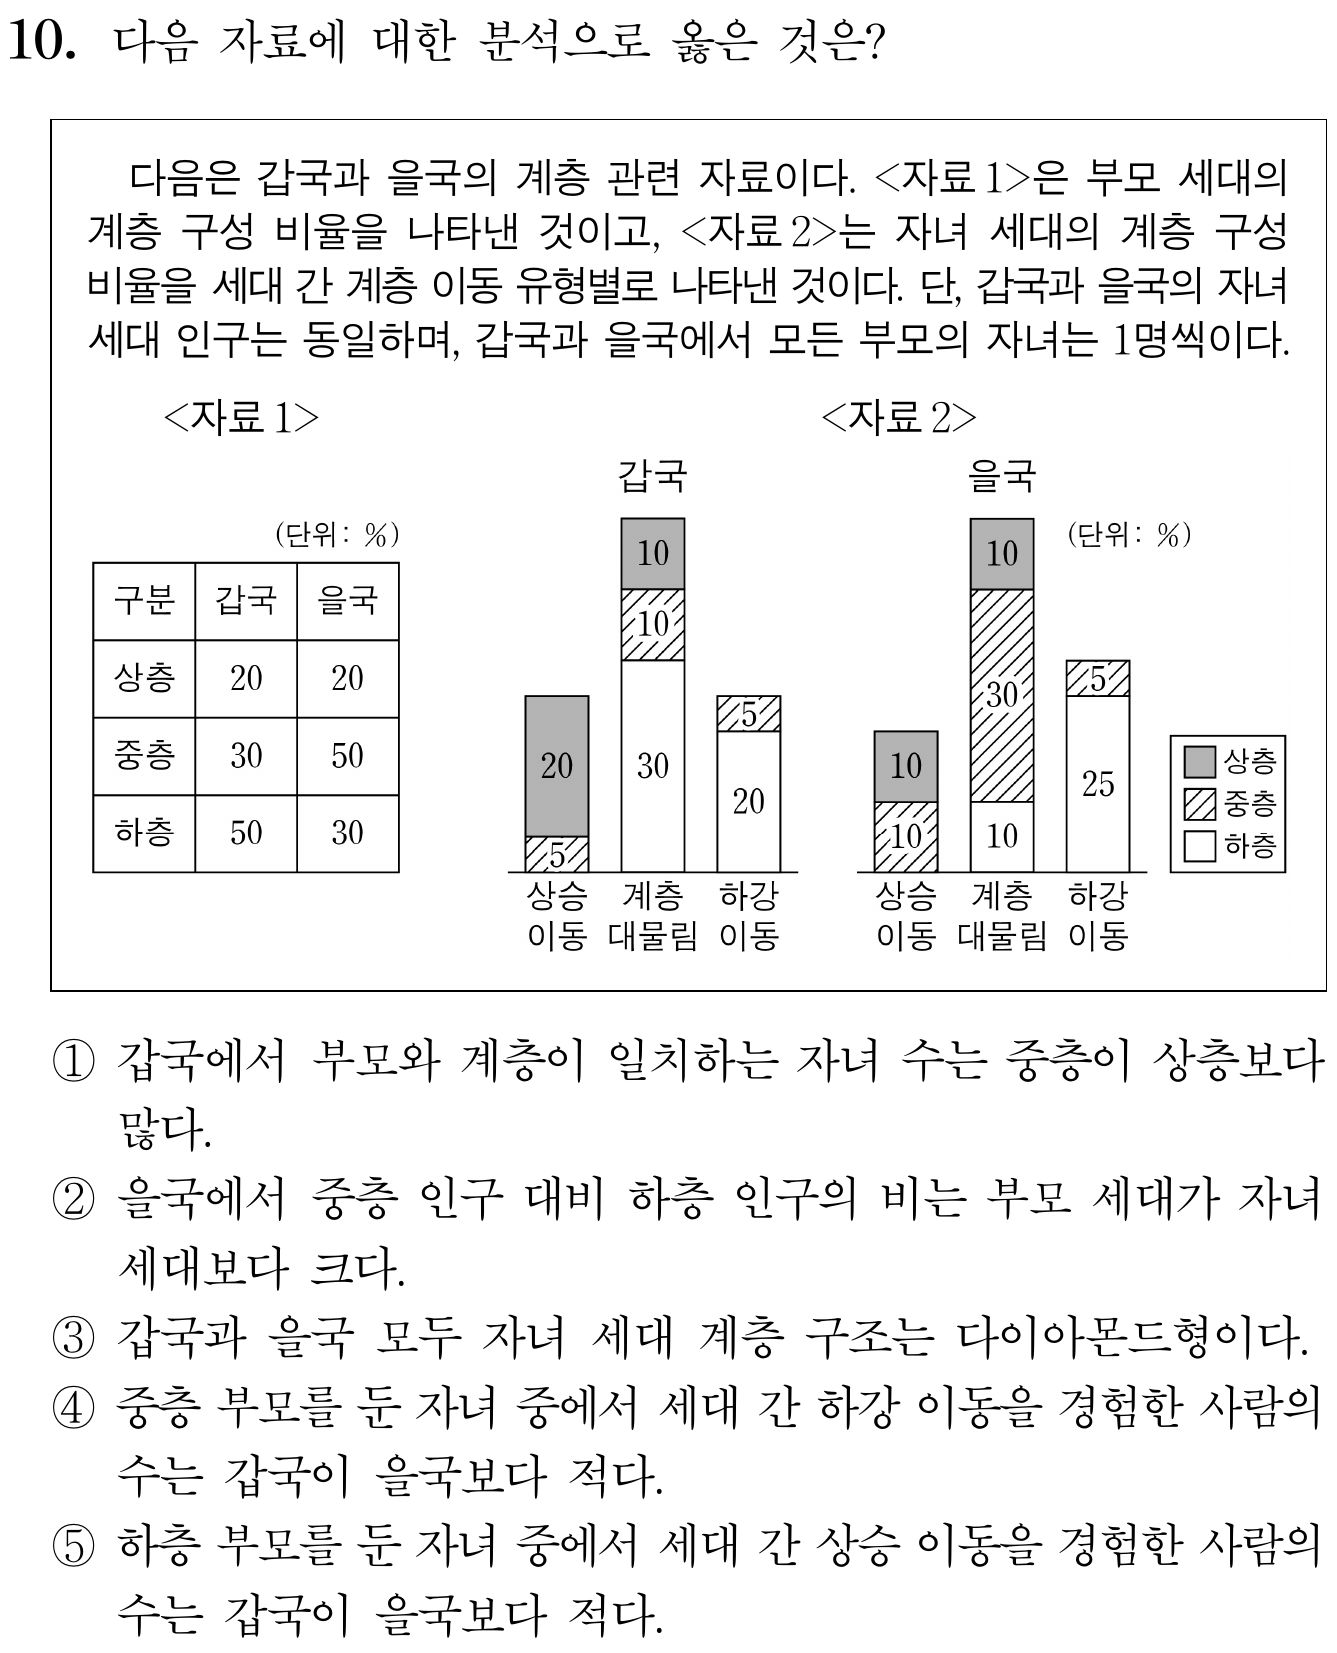 10. 다음 자료에 대한 분석으로 옳은 것은?
다음은 갑국과 을국의 계층 관련 자료이다. <자료 1>은 부모 세대의
계층 구성 비율을 나타낸 것이고, <자료 2>는 자녀 세대의 계층 구성
비율을 세대 간 계층 이동 유형별로 나타낸 것이다. 단, 갑국과 을국의 자녀
세대 인구는 동일하며, 갑국과 을국에서 모든 부모의 자녀는 1명씩이다.
<자료 1>
(단위: %)
구분 갑국 을국
상층 20 20
중층 30 50
하층 50 30
<자료 2>
갑국
10
10
20 30 5
5 20
상승 계층 하강
이동 대물림 이동
을국
(단위: %)
10
30 5
10 25
10 10
상승 계층 하강
이동 대물림 이동
상층
중층
하층
① 갑국에서 부모와 계층이 일치하는 자녀 수는 중층이 상층보다
많다.
② 을국에서 중층 인구 대비 하층 인구의 비는 부모 세대가 자녀
세대보다 크다.
③ 갑국과 을국 모두 자녀 세대 계층 구조는 다이아몬드형이다.
④ 중층 부모를 둔 자녀 중에서 세대 간 하강 이동을 경험한 사람의
수는 갑국이 을국보다 적다.
⑤ 하층 부모를 둔 자녀 중에서 세대 간 상승 이동을 경험한 사람의
수는 갑국이 을국보다 적다.